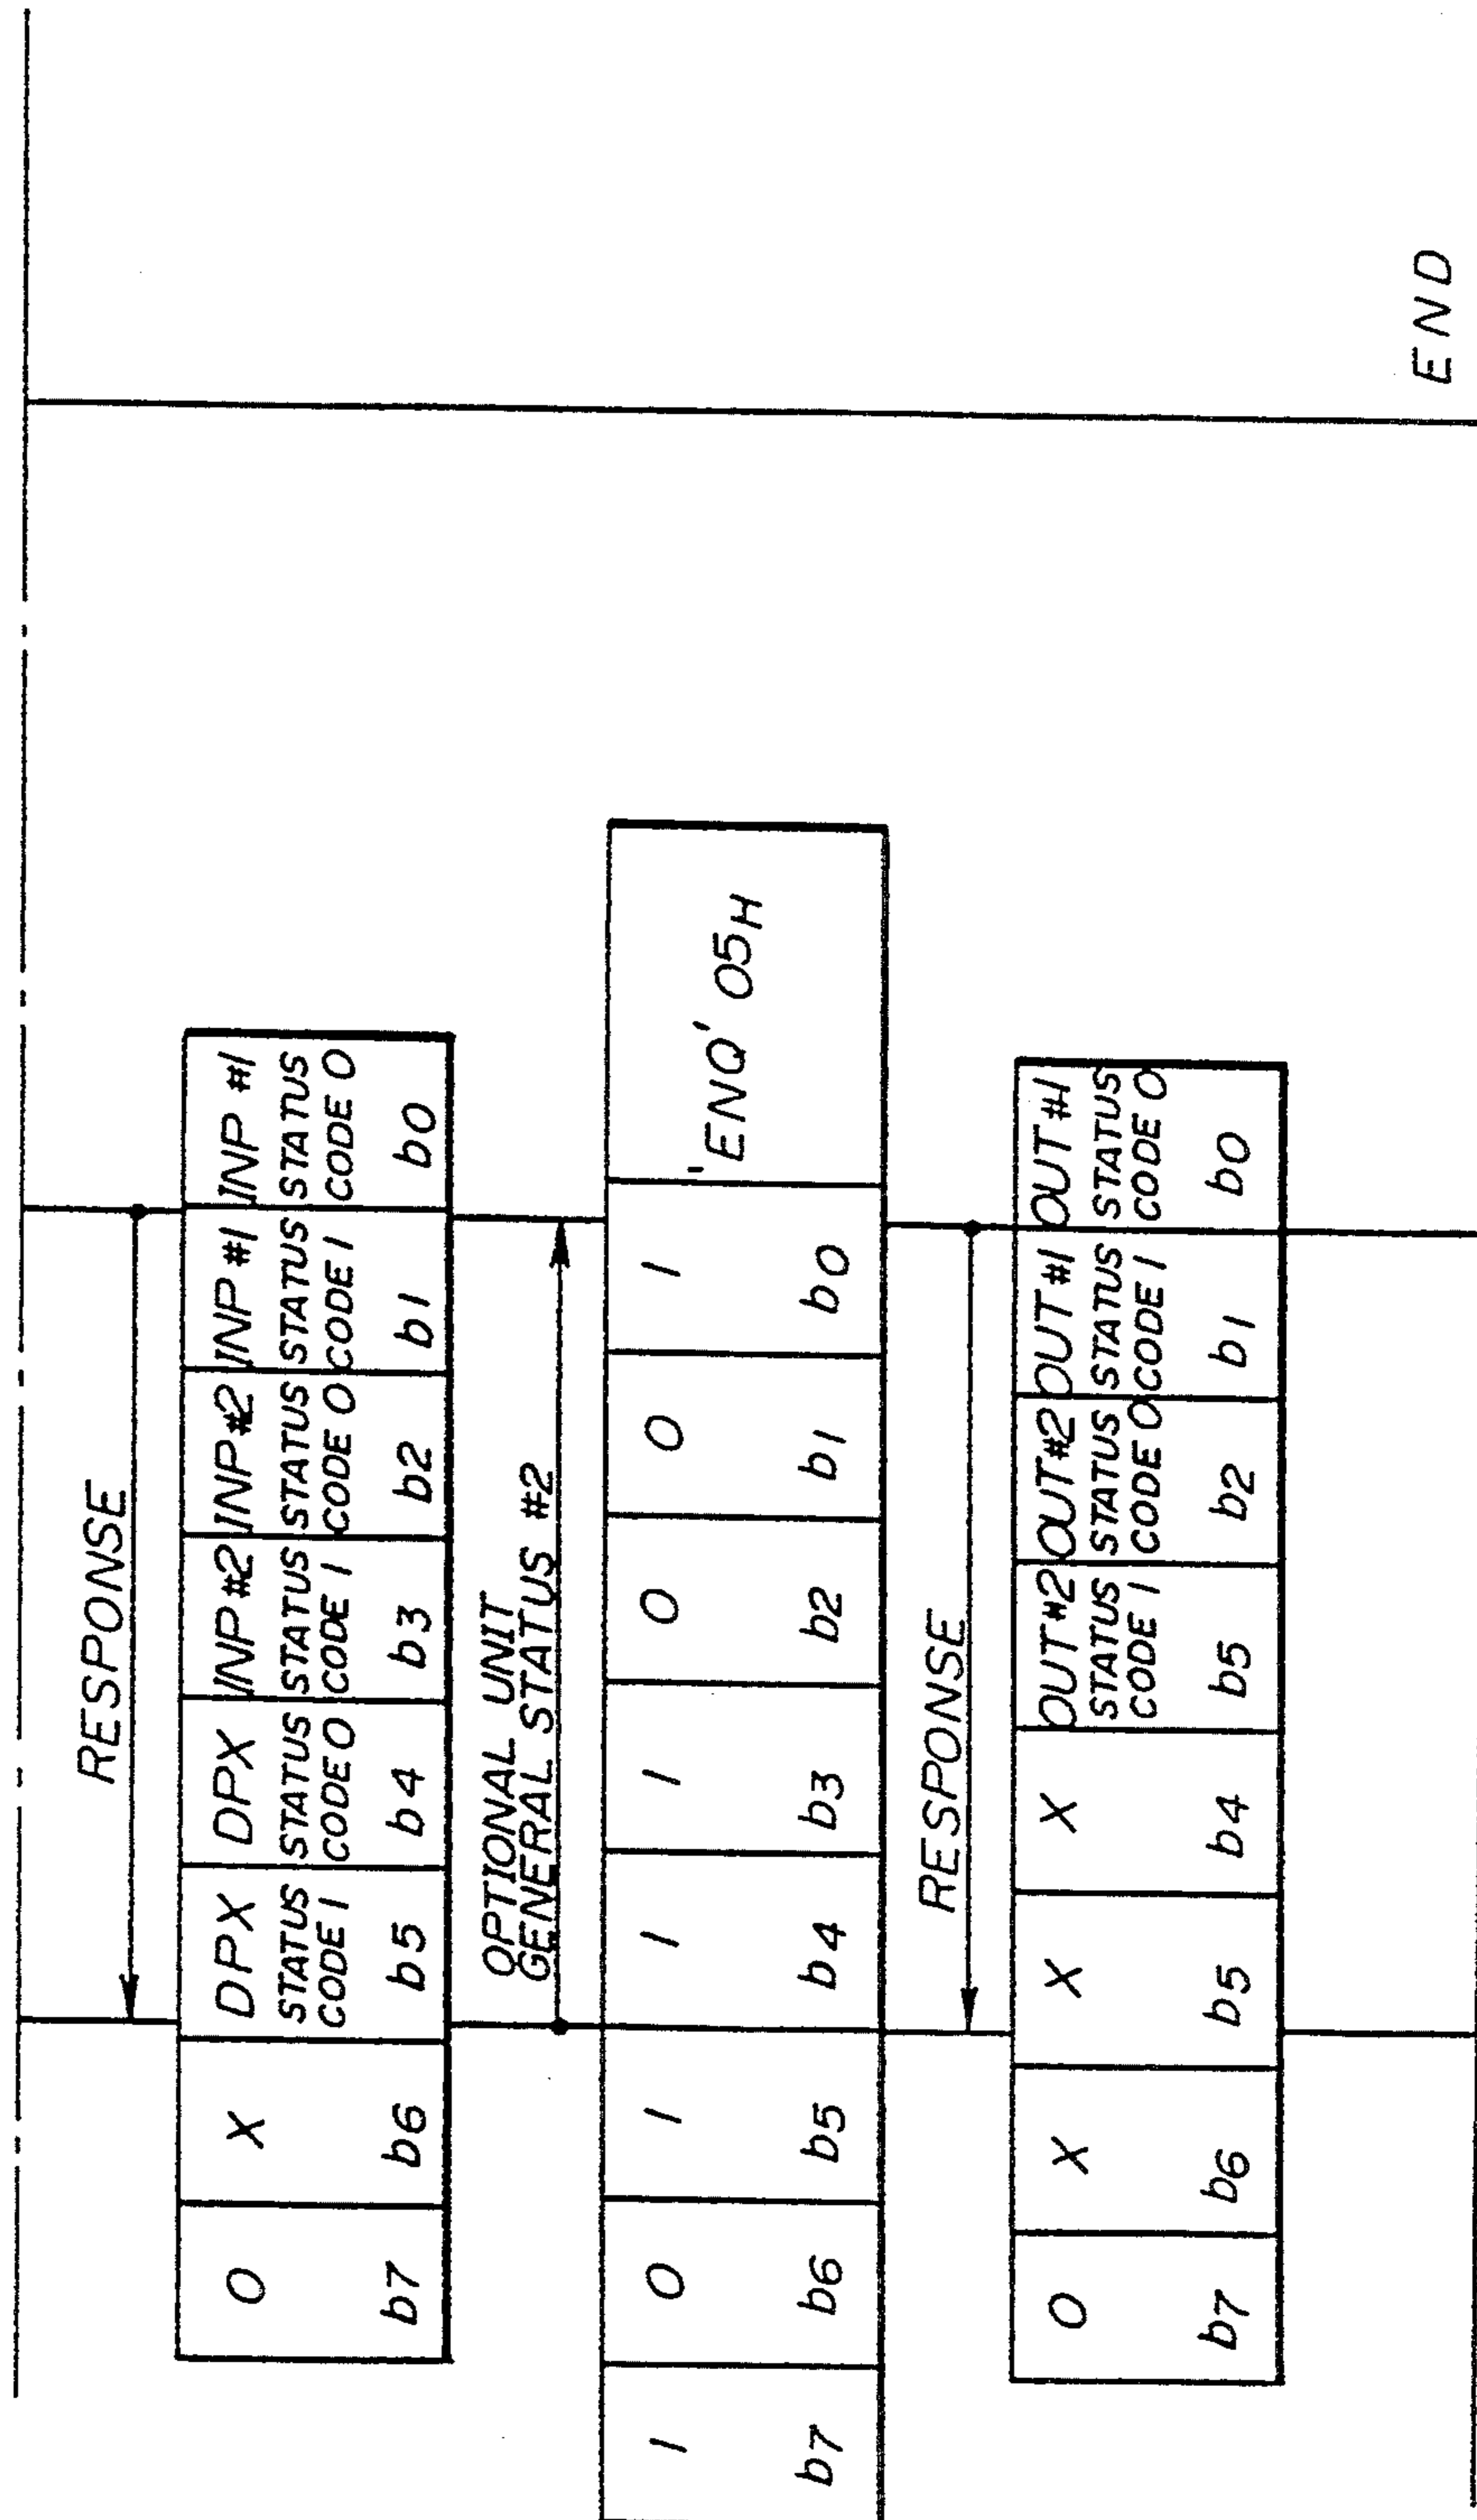 RESPONSE
O X DPX DPX INP #2 INP #2 INP #1 INP #1
STATUS STATUS STATUS STATUS STATUS STATUS
CODE 1 CODE 0 CODE 1 CODE 0 CODE 1 CODE 0
b7 b6 b5 b4 b3 b2 b1 b0
OPTIONAL UNIT
GENERAL STATUS #2
1 0 1 1 1 0 0 1 'ENQ' 05H
b7 b6 b5 b4 b3 b2 b1 b0
RESPONSE
0 X X X OUT #2 OUT #2 OUT #1 OUT #1
STATUS STATUS STATUS STATUS
CODE 1 CODE 0 CODE 1 CODE 0
b7 b6 b5 b4 b5 b2 b1 b0
END